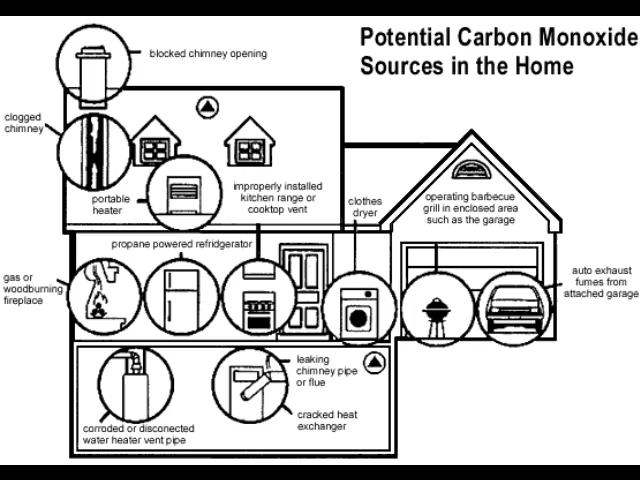 Potential Carbon Monoxide
Sources in the Home
blocked chimney opening
clogged
chimney
portable
heater
improperly installed
kitchen range or
cooktop vent
clothes
dryer
operating barbecue
grill in enclosed area
such as the garage
propane powered refridgerator
gas or
woodburning
fireplace
auto exhaust
fumes from
attached garage
leaking
chimney pipe
or flue
cracked heat
exchanger
corroded or disconected
water heater vent pipe